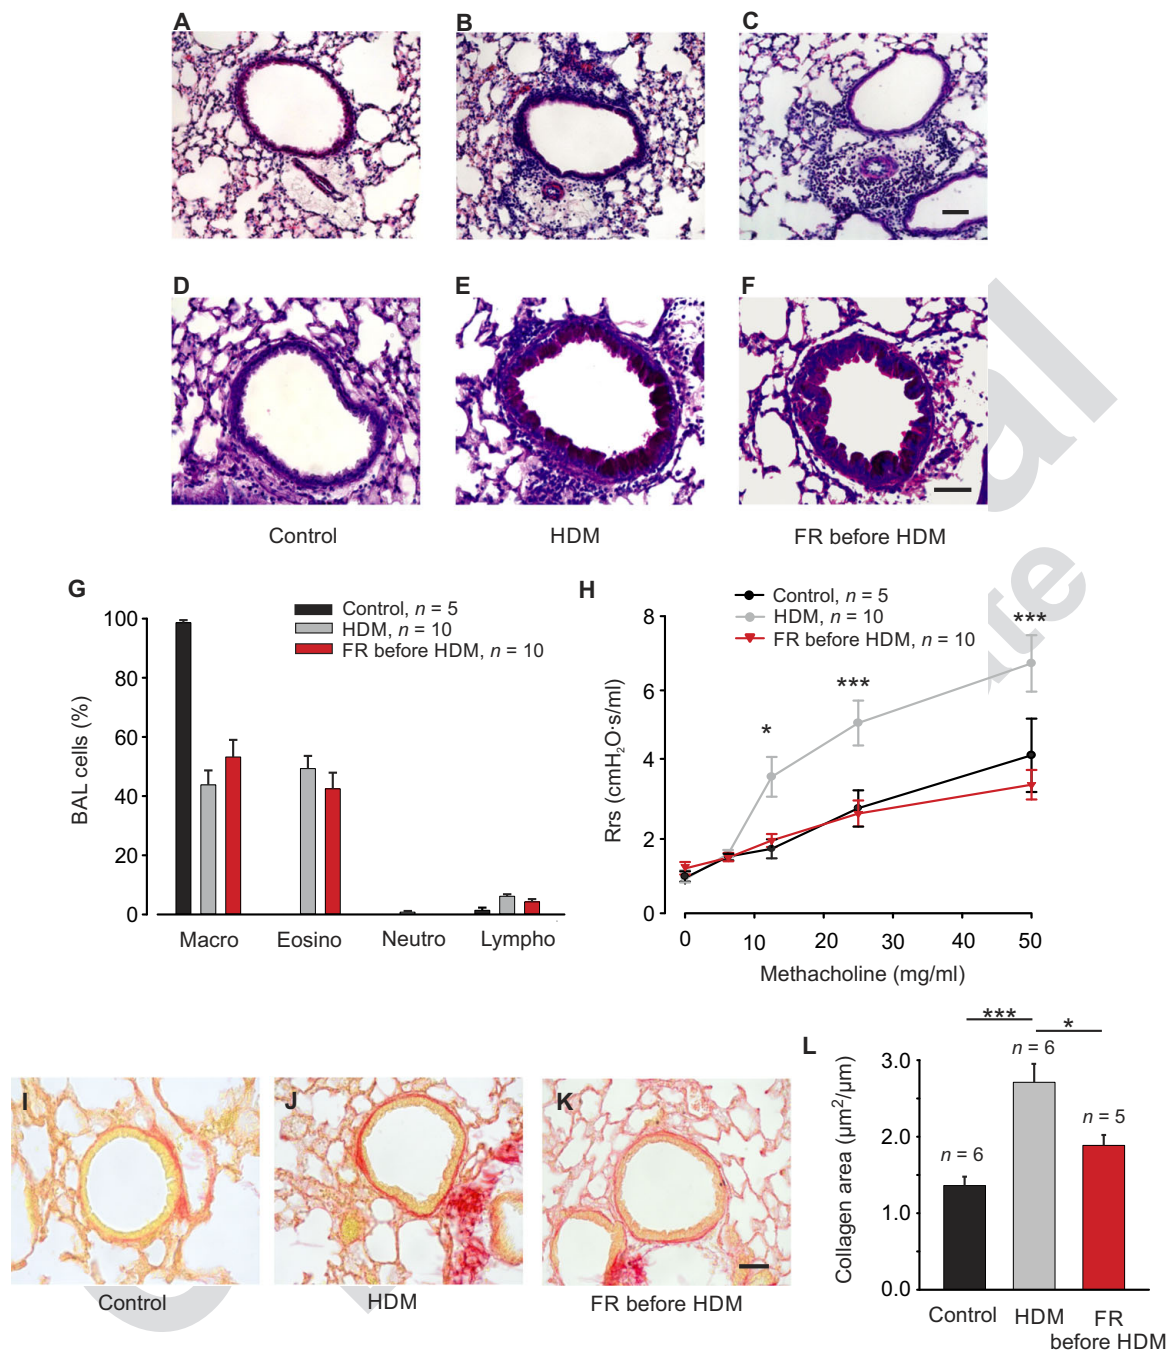 A
B
C
D
E
F
Control
HDM
FR before HDM
G
Control, n = 5
HDM, n = 10
FR before HDM, n = 10
BAL cells (%)
100
80
60
40
20
0
Macro
Eosino
Neutro
Lympho
H
Control, n = 5
HDM, n = 10
FR before HDM, n = 10
Rrs (cmH₂O·s/ml)
8
6
4
2
0
*
***
***
0
10
20
30
40
50
Methacholine (mg/ml)
I
J
K
Control
HDM
FR before HDM
L
***
*
n = 6
n = 6
n = 5
Collagen area (μm²/μm)
3.0
2.0
1.0
0.0
Control
HDM
FR
before HDM